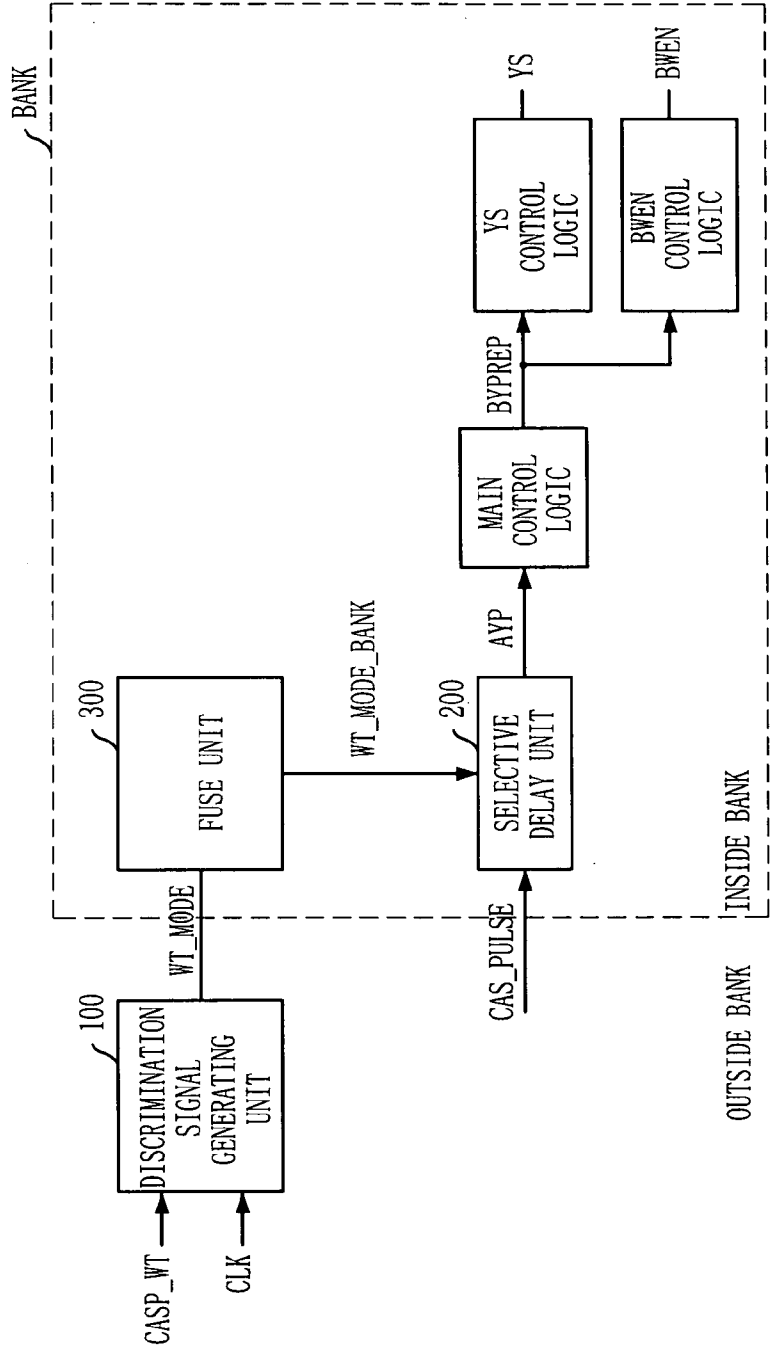 BANK
CASP_WT
CLK
100
DISCRIMINATION
SIGNAL
GENERATING
UNIT
WT_MODE
300
FUSE UNIT
WT_MODE_BANK
CAS_PULSE
200
SELECTIVE
DELAY UNIT
AYP
MAIN
CONTROL
LOGIC
BYPREP
YS
CONTROL
LOGIC
YS
BWEN
CONTROL
LOGIC
BWEN
OUTSIDE BANK
INSIDE BANK